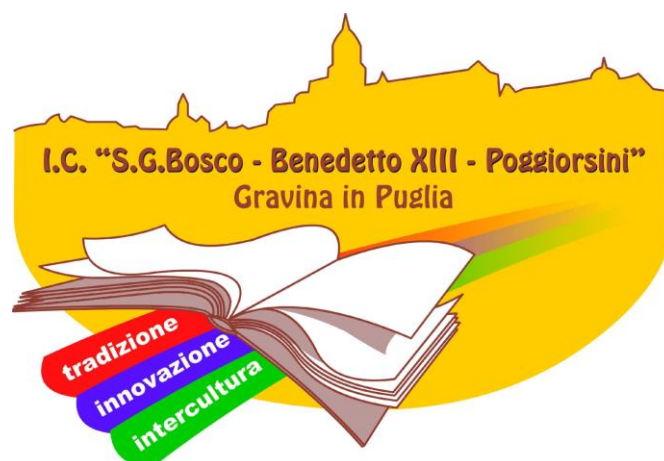 I.C. “S.G.Bosco - Benedetto XIII - Poggiorsini”
Gravina in Puglia
tradizione
innovazione
intercultura